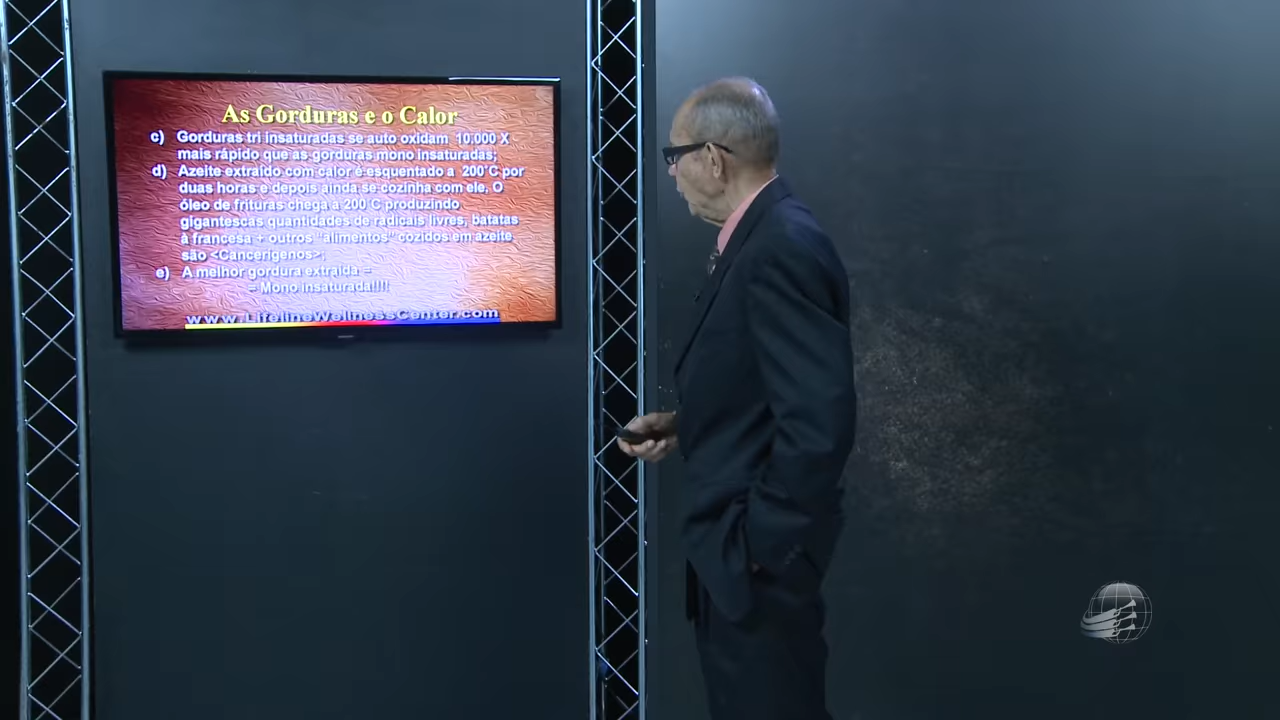 As Gorduras e o Calor
c) Gorduras tri insaturadas se auto oxidam 10.000 X
mais rápido que as gorduras mono insaturadas;
d) Azeite extraído com calor é esquentado a 200°C por
duas horas e depois ainda se cozinha com ele. O
óleo de frituras chega a 200°C produzindo
gigantescas quantidades de radicais livres, batatas
à francesa + outros "alimentos" cozidos em azeite
são <Cancerígenos>;
e) A melhor gordura extraída =
= Mono insaturada!!!!
www.LifelineWellnessCenter.com